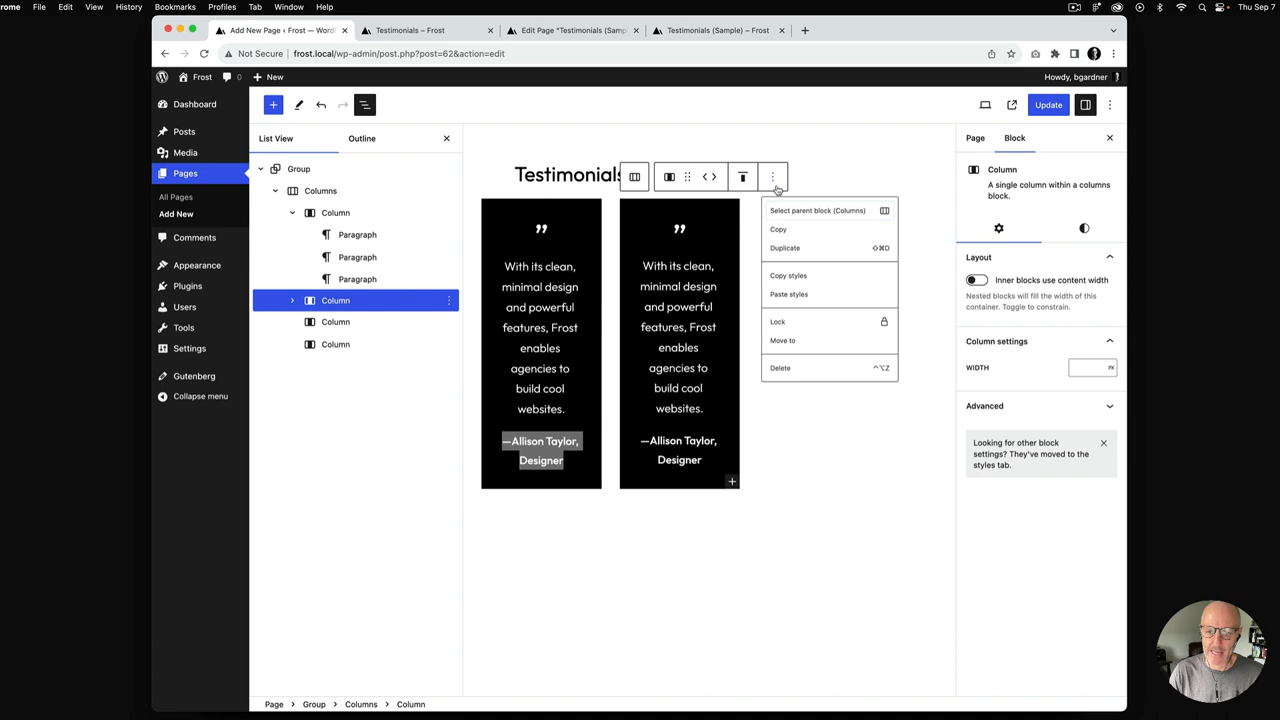 rome File Edit View History Bookmarks Profiles Tab Window Help Thu Sep 7
Add New Page ‹ Frost — WordPr
Testimonials – Frost
Edit Page "Testimonials (Samp
Testimonials (Sample) – Frost
Not Secure frost.local/wp-admin/post.php?post=62&action=edit
Frost 0 New Howdy, bgardner
Dashboard
Posts
Media
Pages
All Pages
Add New
Comments
Appearance
Plugins
Users
Tools
Settings
Gutenberg
Collapse menu
Update
List View Outline
Group
Columns
Column
Paragraph
Paragraph
Paragraph
Column
Column
Column
Testimonials
”
With its clean,
minimal design
and powerful
features, Frost
enables
agencies to
build cool
websites.
—Allison Taylor,
Designer
”
With its clean,
minimal design
and powerful
features, Frost
enables
agencies to
build cool
websites.
—Allison Taylor,
Designer
Select parent block (Columns)
Copy
Duplicate ⇧⌘D
Copy styles
Paste styles
Lock
Move to
Delete ^⌥Z
Page Block
Column
A single column within a columns
block.
Layout
Inner blocks use content width
Nested blocks will fill the width of this
container. Toggle to constrain.
Column settings
WIDTH PX
Advanced
Looking for other block
settings? They've moved to the
styles tab.
Page > Group > Columns > Column